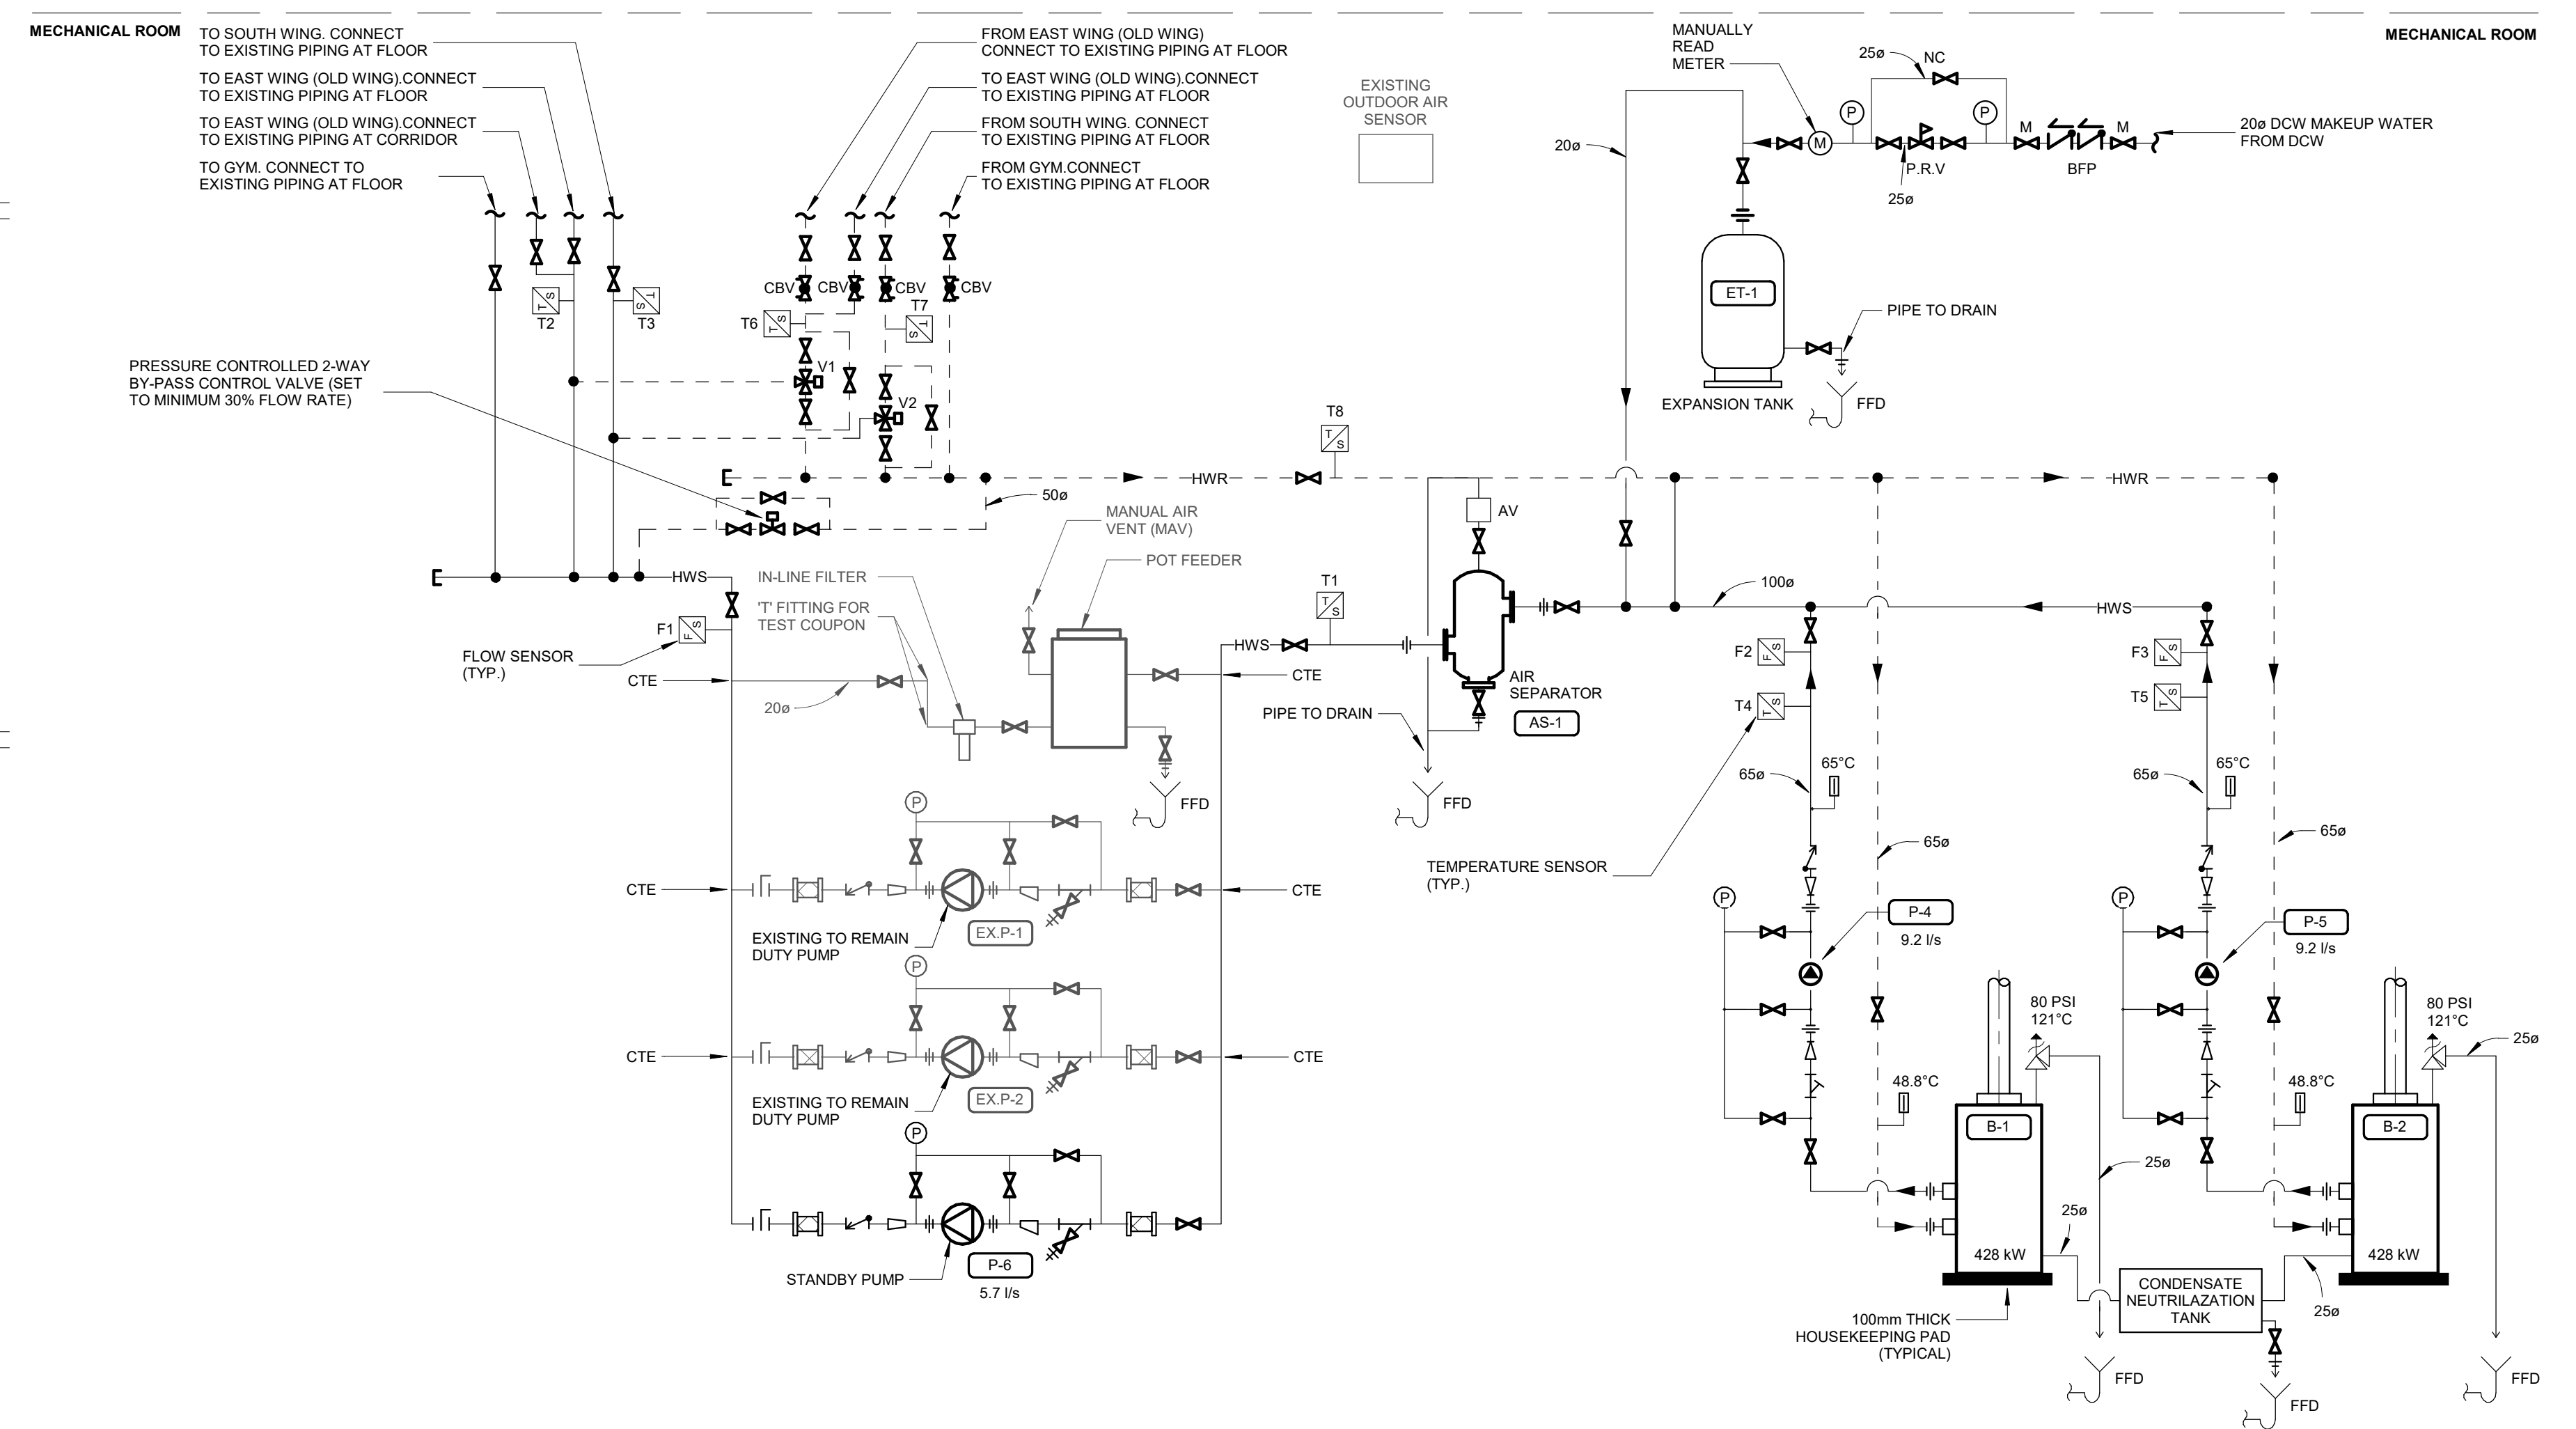 MECHANICAL ROOM
TO SOUTH WING. CONNECT
TO EXISTING PIPING AT FLOOR
TO EAST WING (OLD WING).CONNECT
TO EXISTING PIPING AT FLOOR
TO EAST WING (OLD WING).CONNECT
TO EXISTING PIPING AT CORRIDOR
TO GYM. CONNECT TO
EXISTING PIPING AT FLOOR
FROM EAST WING (OLD WING)
CONNECT TO EXISTING PIPING AT FLOOR
TO EAST WING (OLD WING).CONNECT
TO EXISTING PIPING AT FLOOR
FROM SOUTH WING. CONNECT
TO EXISTING PIPING AT FLOOR
FROM GYM.CONNECT
TO EXISTING PIPING AT FLOOR
EXISTING
OUTDOOR AIR
SENSOR
MANUALLY
READ
METER
25ø
NC
MECHANICAL ROOM
P
P
M
M
M
20ø DCW MAKEUP WATER
FROM DCW
20ø
P.R.V
BFP
25ø
ET-1
PIPE TO DRAIN
EXPANSION TANK
FFD
T S
T2
T S
T3
CBV
CBV
CBV
CBV
T6
T S
T7
T S
V1
V2
PRESSURE CONTROLLED 2-WAY
BY-PASS CONTROL VALVE (SET
TO MINIMUM 30% FLOW RATE)
T8
T S
HWR
HWR
50ø
MANUAL AIR
VENT (MAV)
POT FEEDER
AV
HWS
IN-LINE FILTER
'T' FITTING FOR
TEST COUPON
F1
F S
FLOW SENSOR
(TYP.)
CTE
20ø
T1
T S
HWS
CTE
AIR
SEPARATOR
AS-1
PIPE TO DRAIN
FFD
FFD
100ø
HWS
F2
F S
F3
F S
T4
T S
T5
T S
65ø
65°C
65ø
65°C
65ø
65ø
TEMPERATURE SENSOR
(TYP.)
P
CTE
CTE
EXISTING TO REMAIN
DUTY PUMP
EX.P-1
P
CTE
CTE
EXISTING TO REMAIN
DUTY PUMP
EX.P-2
P
STANDBY PUMP
P-6
5.7 l/s
P
P-4
9.2 l/s
P
P-5
9.2 l/s
80 PSI
121°C
80 PSI
121°C
25ø
48.8°C
48.8°C
B-1
B-2
25ø
25ø
428 kW
428 kW
CONDENSATE
NEUTRILAZATION
TANK
25ø
100mm THICK
HOUSEKEEPING PAD
(TYPICAL)
FFD
FFD
FFD